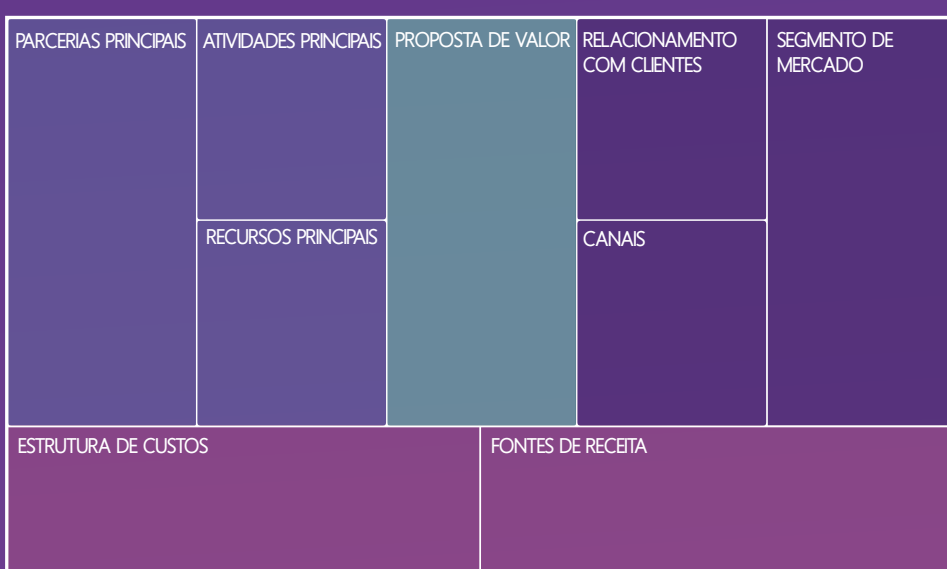 PARCERIAS PRINCIPAIS
ATIVIDADES PRINCIPAIS
RECURSOS PRINCIPAIS
PROPOSTA DE VALOR
RELACIONAMENTO
COM CLIENTES
CANAIS
SEGMENTO DE
MERCADO
ESTRUTURA DE CUSTOS
FONTES DE RECEITA